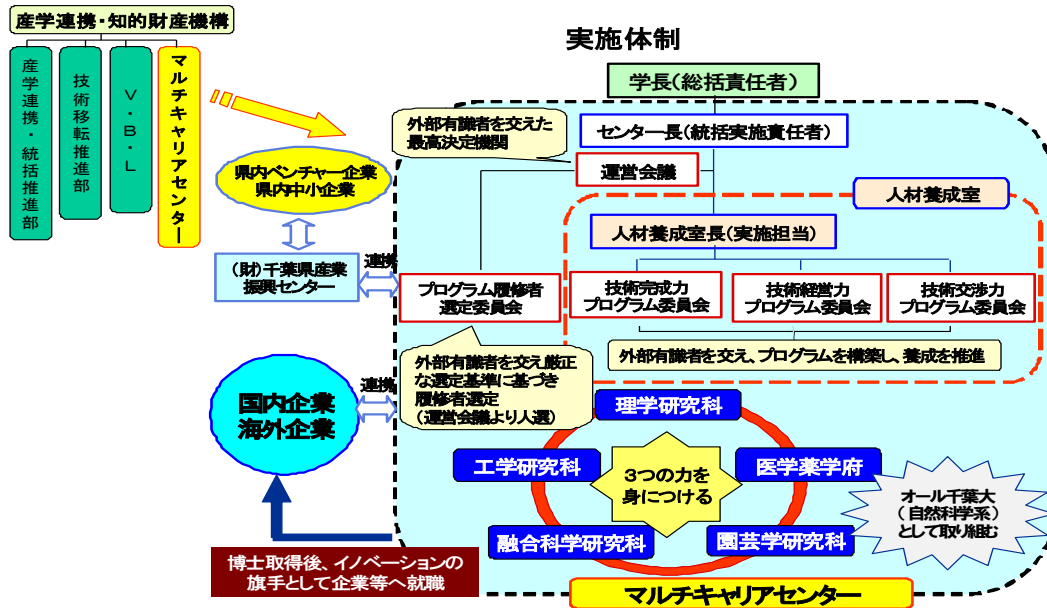 産学連携・知的財産機構
産学連携・統括推進部
技術移転推進部
V・B・L
マルチキャリアセンター
実施体制
学長(総括責任者)
外部有識者を交えた
最高決定機関
センター長(統括実施責任者)
運営会議
県内ベンチャー企業
県内中小企業
人材養成室
人材養成室長(実施担当)
(財)千葉県産業
振興センター
連携
プログラム履修者
選定委員会
技術完成力
プログラム委員会
技術経営力
プログラム委員会
技術交渉力
プログラム委員会
外部有識者を交え、プログラムを構築し、養成を推進
外部有識者を交え厳正
な選定基準に基づき
履修者選定
(運営会議より人選)
連携
国内企業
海外企業
理学研究科
工学研究科
医学薬学府
3つの力を
身につける
融合科学研究科
園芸学研究科
オール千葉大
(自然科学系)
として取り組む
博士取得後、イノベーションの
旗手として企業等へ就職
マルチキャリアセンター